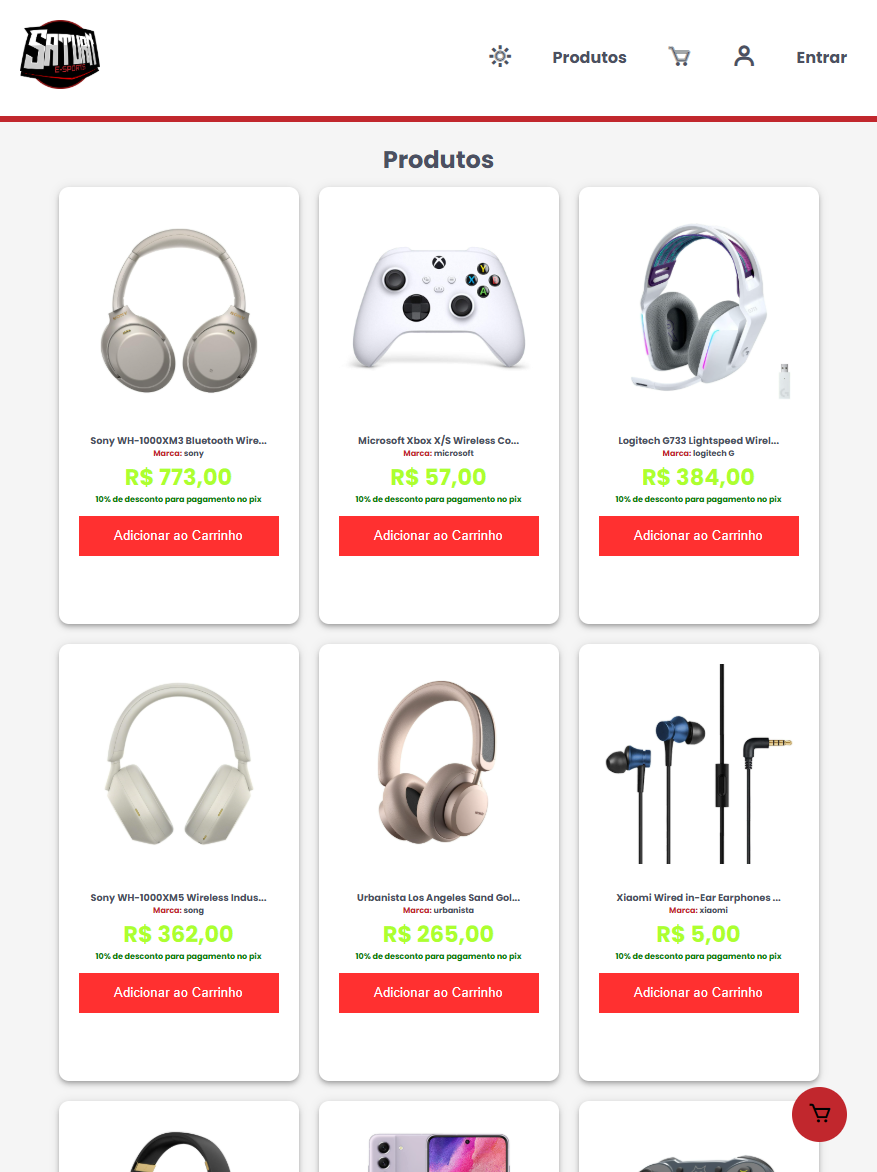 SATURN
E-SPORTS
Produtos
Entrar
Produtos
Sony WH-1000XM3 Bluetooth Wire...
Marca: sony
R$ 773,00
10% de desconto para pagamento no pix
Adicionar ao Carrinho
Microsoft Xbox X/S Wireless Co...
Marca: microsoft
R$ 57,00
10% de desconto para pagamento no pix
Adicionar ao Carrinho
Logitech G733 Lightspeed Wirel...
Marca: logitech G
R$ 384,00
10% de desconto para pagamento no pix
Adicionar ao Carrinho
Sony WH-1000XM5 Wireless Indus...
Marca: song
R$ 362,00
10% de desconto para pagamento no pix
Adicionar ao Carrinho
Urbanista Los Angeles Sand Gol...
Marca: urbanista
R$ 265,00
10% de desconto para pagamento no pix
Adicionar ao Carrinho
Xiaomi Wired in-Ear Earphones ...
Marca: xiaomi
R$ 5,00
10% de desconto para pagamento no pix
Adicionar ao Carrinho